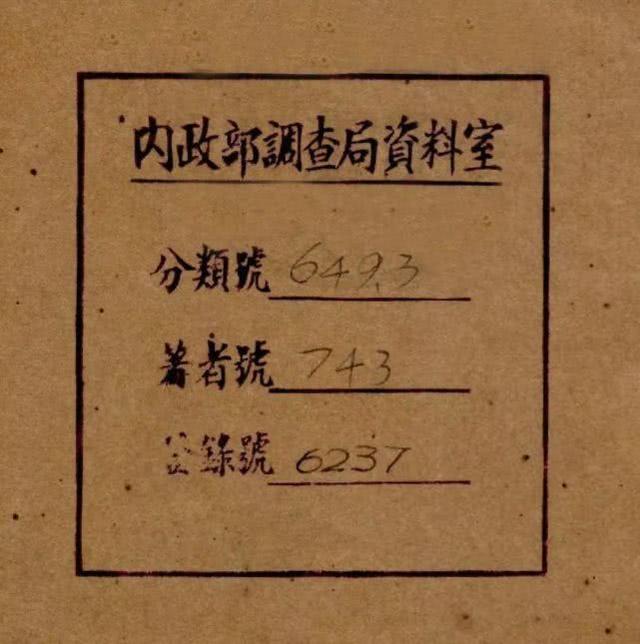 內政部調查局資料室
分類號 649.3
著者號 743
登錄號 6237